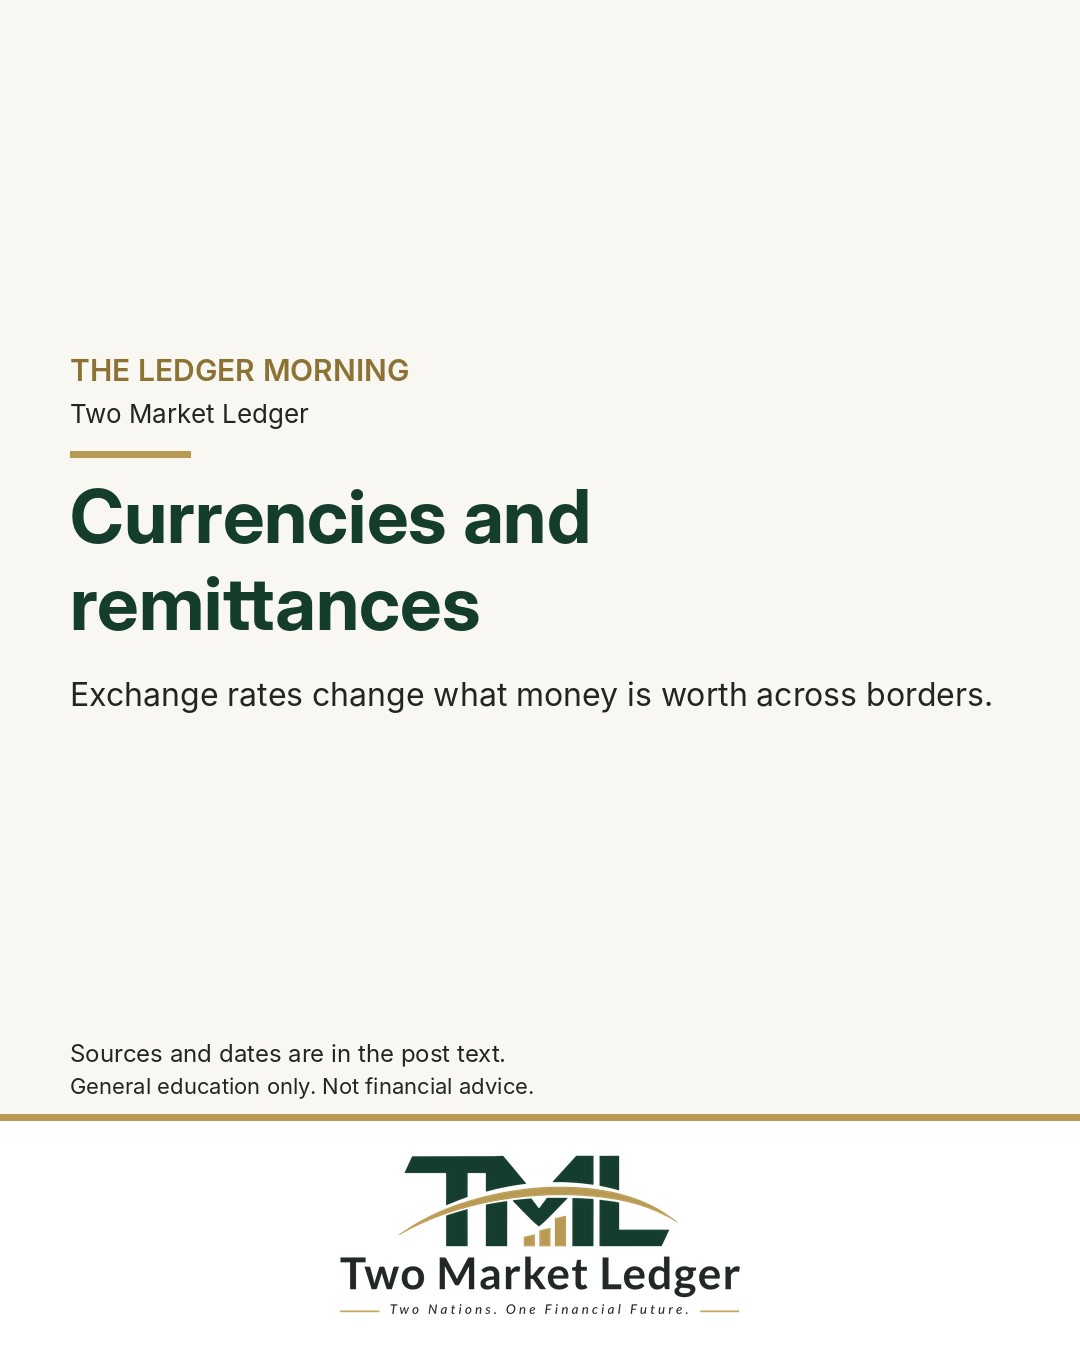 THE LEDGER MORNING
Two Market Ledger
Currencies and
remittances
Exchange rates change what money is worth across borders.
Sources and dates are in the post text.
General education only. Not financial advice.
TML
Two Market Ledger
Two Nations. One Financial Future.